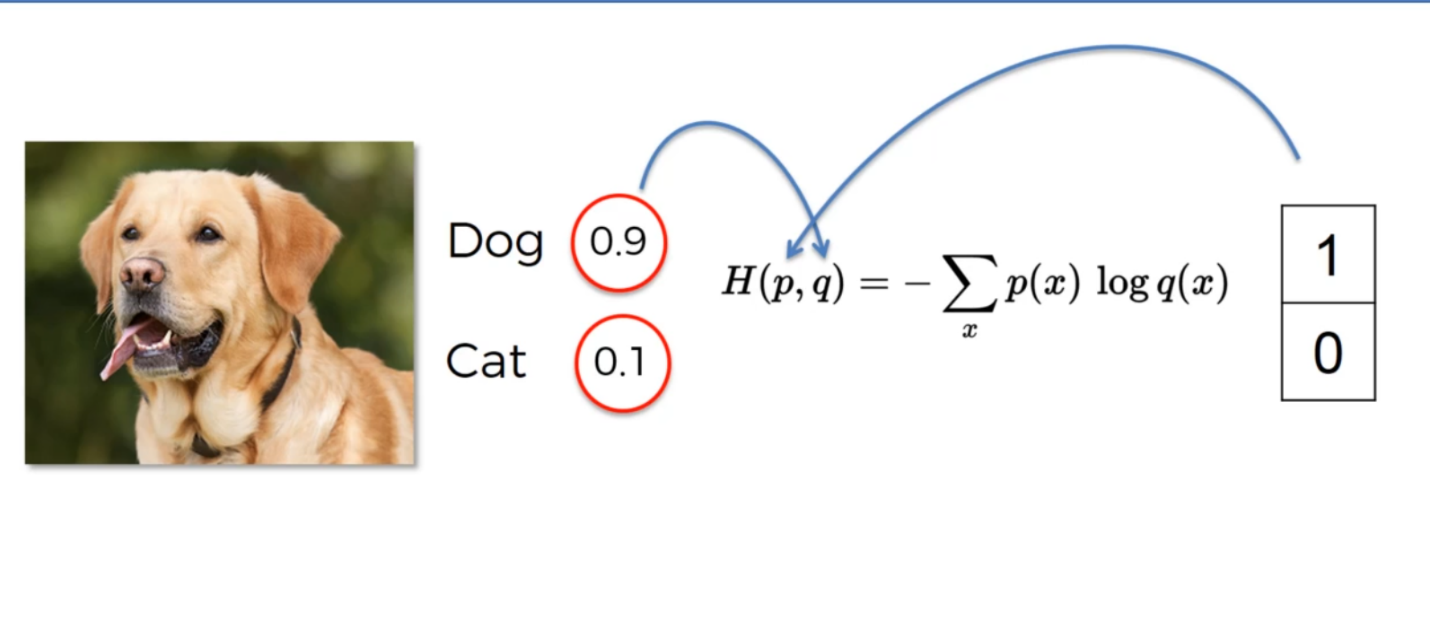 Dog 0.9
Cat 0.1
H(p, q) = − ∑ₓ p(x) log q(x)
1
0